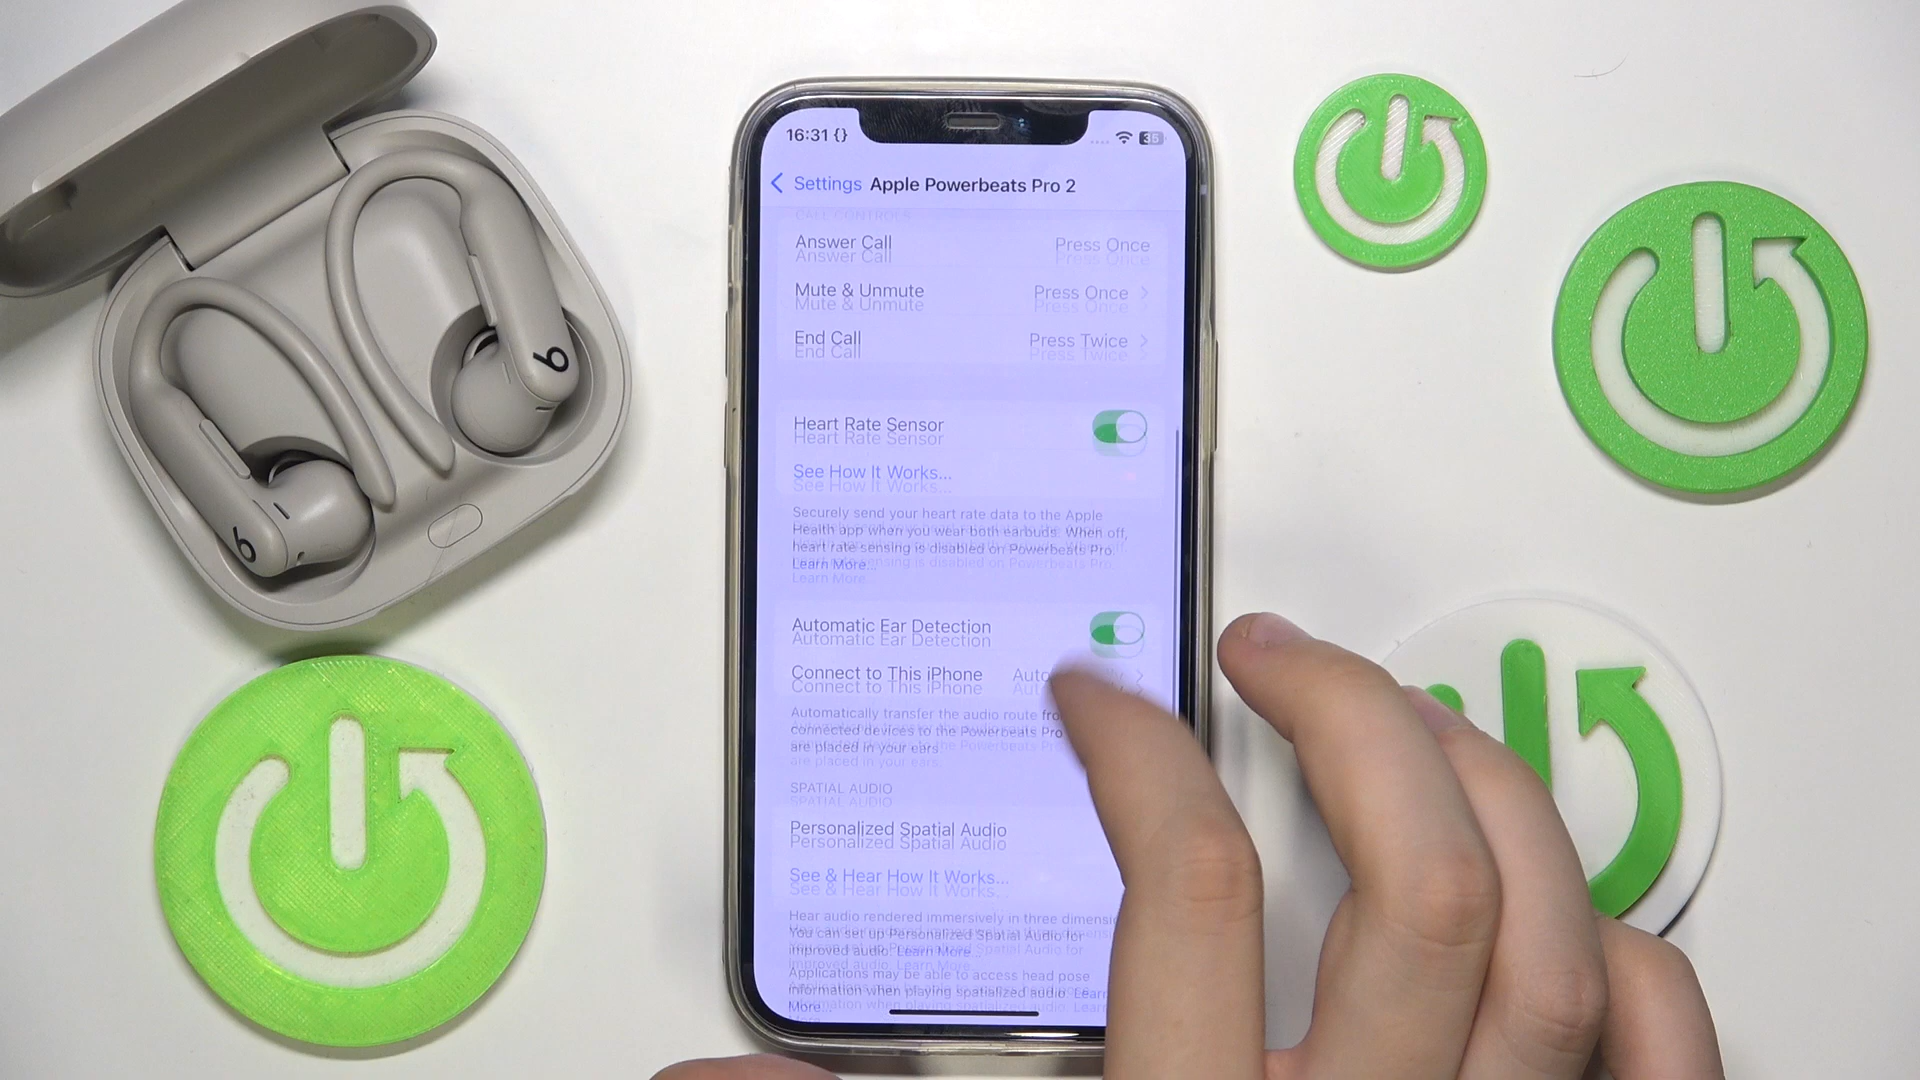 16:31 {}
35
Settings Apple Powerbeats Pro 2
CALL CONTROLS
Answer Call Press Once
Mute & Unmute Press Once
End Call Press Twice
Heart Rate Sensor
See How It Works...
Securely send your heart rate data to the Apple
Health app when you wear both earbuds. When off,
heart rate sensing is disabled on Powerbeats Pro.
Learn More...
Automatic Ear Detection
Connect to This iPhone
Automatically transfer the audio route
connected devices to the Powerbeats Pro
are placed in your ears.
SPATIAL AUDIO
Personalized Spatial Audio
See & Hear How It Works...
Hear audio rendered immersively in three
You can set up Personalized Spatial Audio for
improved audio. Learn More...
Applications may be able to access head pose
information when playing spatialized audio. Learn
More...